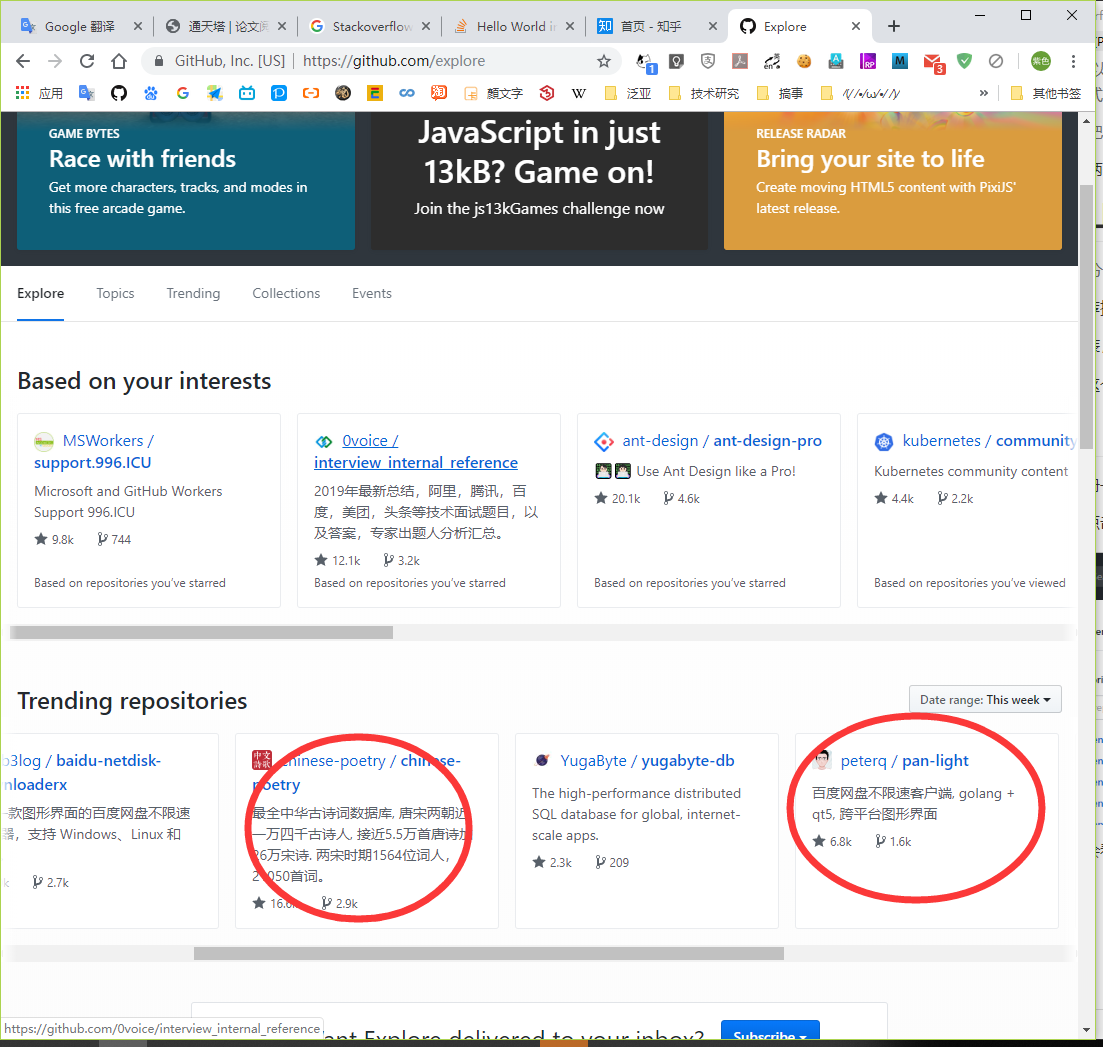 Google 翻译
通天塔 | 论文
Stackoverflow
Hello World in
首页 - 知乎
Explore
GitHub, Inc. [US] | https://github.com/explore
1
en
RP
M
3
紫色
应用
E
淘
顏文字
W
泛亚
技术研究
搞事
»
其他书签
GAME BYTES
Race with friends
Get more characters, tracks, and modes in
this free arcade game.
JavaScript in just
13kB? Game on!
Join the js13kGames challenge now
RELEASE RADAR
Bring your site to life
Create moving HTML5 content with PixiJS'
latest release.
Explore Topics Trending Collections Events
Based on your interests
MSWorkers /
support.996.ICU
Microsoft and GitHub Workers
Support 996.ICU
9.8k 744
Based on repositories you've starred
0voice /
interview_internal_reference
2019年最新总结，阿里，腾讯，百
度，美团，头条等技术面试题目，以
及答案，专家出题人分析汇总。
12.1k 3.2k
Based on repositories you've starred
ant-design / ant-design-pro
Use Ant Design like a Pro!
20.1k 4.6k
Based on repositories you've starred
kubernetes / community
Kubernetes community content
4.4k 2.2k
Based on repositories you've viewed
Trending repositories
Date range: This week
b3log / baidu-netdisk-
nloaderx
款图形界面的百度网盘不限速
器，支持 Windows、Linux 和
k 2.7k
中文
詩歌
chinese-poetry / chinese-
poetry
最全中华古诗词数据库, 唐宋两朝近
一万四千古诗人, 接近5.5万首唐诗加
26万宋诗. 两宋时期1564位词人，
21050首词。
16.6k 2.9k
YugaByte / yugabyte-db
The high-performance distributed
SQL database for global, internet-
scale apps.
2.3k 209
peterq / pan-light
百度网盘不限速客户端, golang +
qt5, 跨平台图形界面
6.8k 1.6k
ant Explore delivered to your inbox?
Subscribe
https://github.com/0voice/interview_internal_reference